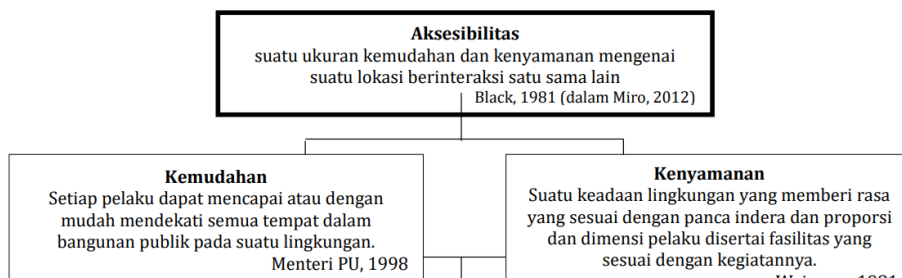 Aksesibilitas
suatu ukuran kemudahan dan kenyamanan mengenai
suatu lokasi berinteraksi satu sama lain
Black, 1981 (dalam Miro, 2012)
Kemudahan
Setiap pelaku dapat mencapai atau dengan
mudah mendekati semua tempat dalam
bangunan publik pada suatu lingkungan.
Menteri PU, 1998
Kenyamanan
Suatu keadaan lingkungan yang memberi rasa
yang sesuai dengan panca indera dan proporsi
dan dimensi pelaku disertai fasilitas yang
sesuai dengan kegiatannya.